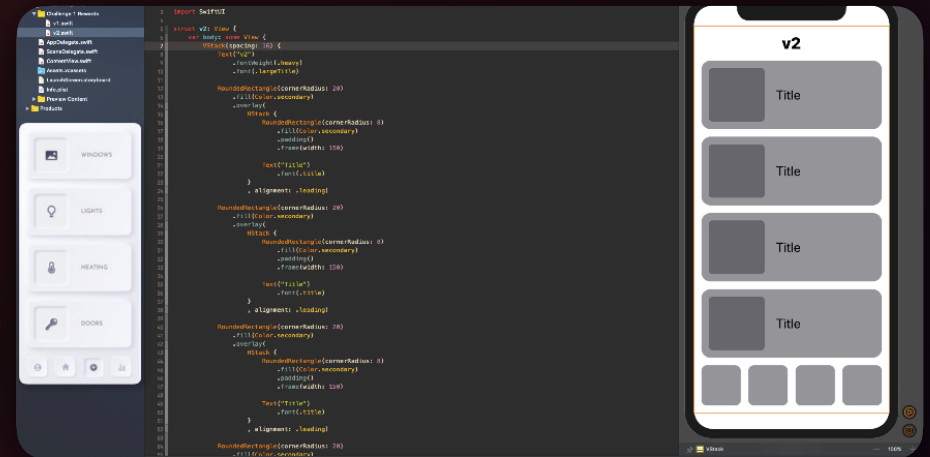 Challenge 1 Rewards
v1.swift
v2.swift
AppDelegate.swift
SceneDelegate.swift
ContentView.swift
Assets.xcassets
LaunchScreen.storyboard
Info.plist
Preview Content
Products
WINDOWS
LIGHTS
HEATING
DOORS
import SwiftUI
struct v2: View {
var body: some View {
VStack(spacing: 16) {
Text("v2")
.fontWeight(.heavy)
.font(.largeTitle)
RoundedRectangle(cornerRadius: 20)
.fill(Color.secondary)
.overlay(
HStack {
RoundedRectangle(cornerRadius: 8)
.fill(Color.secondary)
.padding()
.frame(width: 150)
Text("Title")
.font(.title)
}
, alignment: .leading)
RoundedRectangle(cornerRadius: 20)
.fill(Color.secondary)
.overlay(
HStack {
RoundedRectangle(cornerRadius: 8)
.fill(Color.secondary)
.padding()
.frame(width: 150)
Text("Title")
.font(.title)
}
, alignment: .leading)
RoundedRectangle(cornerRadius: 20)
.fill(Color.secondary)
.overlay(
HStack {
RoundedRectangle(cornerRadius: 8)
.fill(Color.secondary)
.padding()
.frame(width: 150)
Text("Title")
.font(.title)
}
, alignment: .leading)
RoundedRectangle(cornerRadius: 20)
.fill(Color.secondary)
v2
Title
Title
Title
Title
VStack
100%